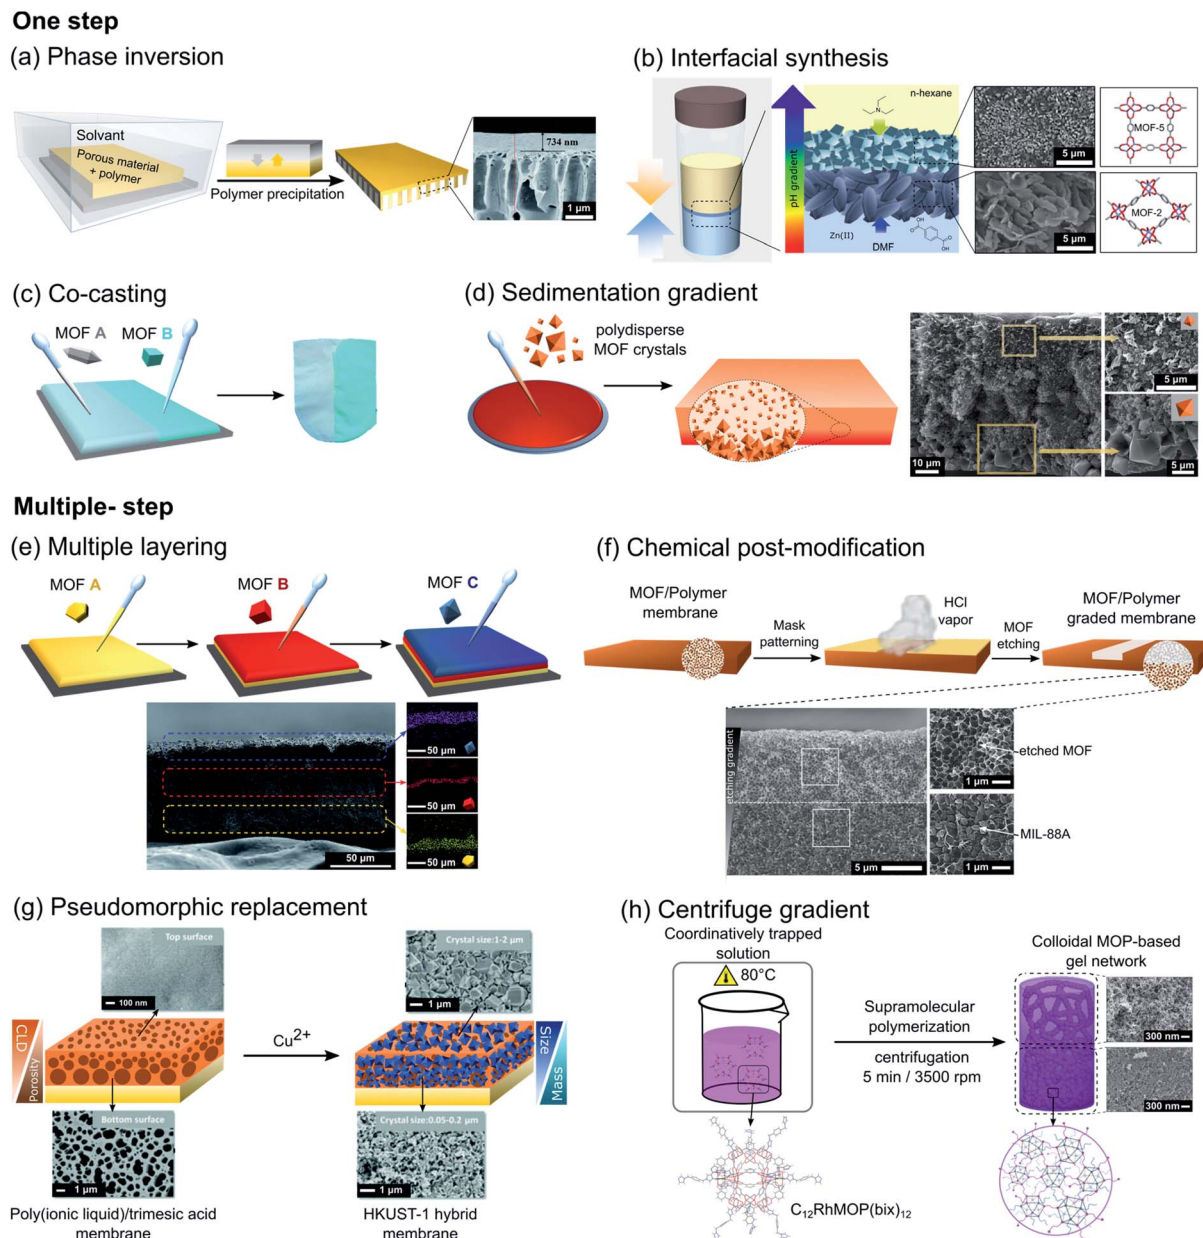 One step
(a) Phase inversion
Solvent
Porous material
+ polymer
Polymer precipitation
734 nm
1 µm
(b) Interfacial synthesis
pH gradient
n-hexane
Zn(II)
DMF
OH
O
O
OH
5 µm
5 µm
MOF-5
MOF-2
(c) Co-casting
MOF A
MOF B
(d) Sedimentation gradient
polydisperse
MOF crystals
10 µm
5 µm
5 µm
Multiple- step
(e) Multiple layering
MOF A
MOF B
MOF C
50 µm
50 µm
50 µm
50 µm
(f) Chemical post-modification
MOF/Polymer
membrane
Mask
patterning
HCl
vapor
MOF
etching
MOF/Polymer
graded membrane
etching gradient
5 µm
1 µm
1 µm
etched MOF
MIL-88A
(g) Pseudomorphic replacement
Top surface
100 nm
CLD
Porosity
Bottom surface
1 µm
Poly(ionic liquid)/trimesic acid
membrane
Cu²⁺
Crystal size:1-2 µm
1 µm
Size
Mass
Crystal size:0.05-0.2 µm
1 µm
HKUST-1 hybrid
membrane
(h) Centrifuge gradient
Coordinatively trapped
solution
80°C
C₁₂RhMOP(bix)₁₂
Supramolecular
polymerization
centrifugation
5 min / 3500 rpm
Colloidal MOP-based
gel network
300 nm
300 nm